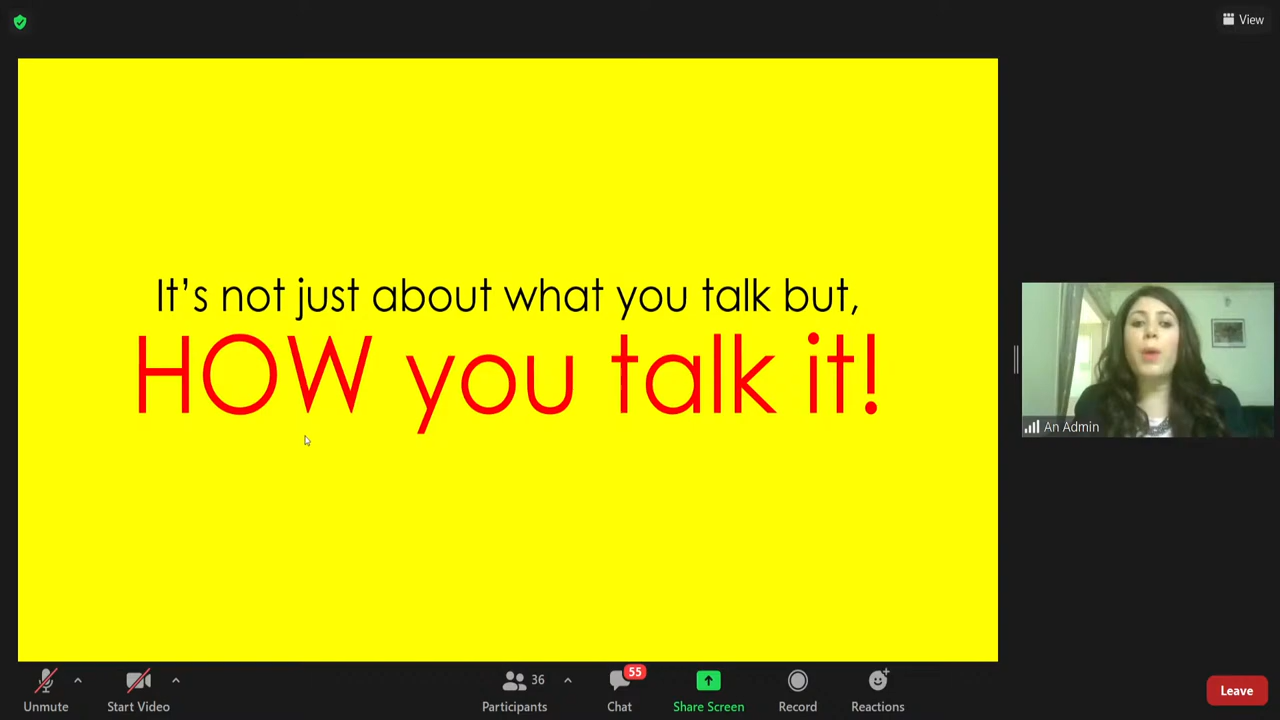 View
It’s not just about what you talk but,
HOW you talk it!
An Admin
Unmute
Start Video
36
Participants
55
Chat
Share Screen
Record
Reactions
Leave